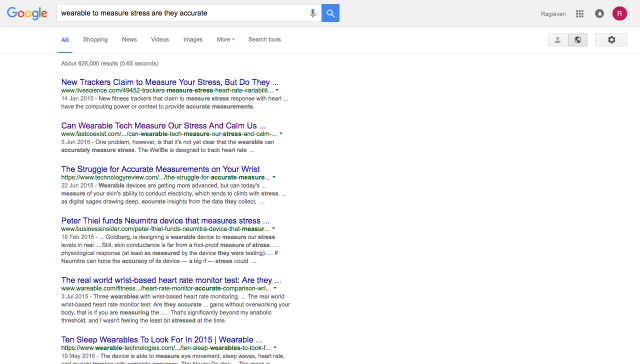 Google
wearable to measure stress are they accurate
Ragiavan
R
All Shopping News Videos Images More Search tools
About 628,000 results (0.65 seconds)
New Trackers Claim to Measure Your Stress, But Do They ...
www.livescience.com/49452-trackers-measure-stress-heart-rate-variabilit...
14 Jan 2015 - New fitness trackers that claim to measure stress response with heart ...
have the computing power or context to provide accurate measurements.
Can Wearable Tech Measure Our Stress And Calm Us ...
www.fastcoexist.com/.../can-wearable-tech-measure-our-stress-and-calm-...
5 Jun 2015 - One problem, however, is that it's not yet clear that the wearable can
accurately measure stress. The WellBe is designed to track heart rate ...
The Struggle for Accurate Measurements on Your Wrist
https://www.technologyreview.com/.../the-struggle-for-accurate-measure...
22 Jun 2015 - Wearable devices are getting more advanced, but can today's ...
measure of your skin's ability to conduct electricity, which tends to climb with stress. ...
as digital sages drawing deep, accurate insights from the data they collect, ...
Peter Thiel funds Neumitra device that measures stress ...
www.businessinsider.com/peter-thiel-funds-neumitra-device-that-measur...
19 Feb 2015 - ... Goldberg, is designing a wearable device to measure our stress
levels in real ... Still, skin conductance is far from a fool-proof measure of stress. ...
physiological response (at least as measured by the device they were testing). ... If
Neumitra can hone the accuracy of its device — a big if — stress could ...
The real world wrist-based heart rate monitor test: Are they ...
www.wareable.com/fitness.../heart-rate-monitor-accurate-comparison-wri...
3 Jul 2015 - Three wearables with wrist-based heart rate monitoring. ... The real world
wrist-based heart rate monitor test: Are they accurate ... gains without overworking your
body, that is if you are measuring the ..... That's significantly beyond my anabolic
threshold, and I wasn't feeling the least bit stressed at the time.
Ten Sleep Wearables To Look For In 2015 | Wearable ...
https://www.wearable-technologies.com/.../ten-sleep-wearables-to-look-f...
19 May 2015 - The device is able to measure eye movement, sleep waves, heart rate,